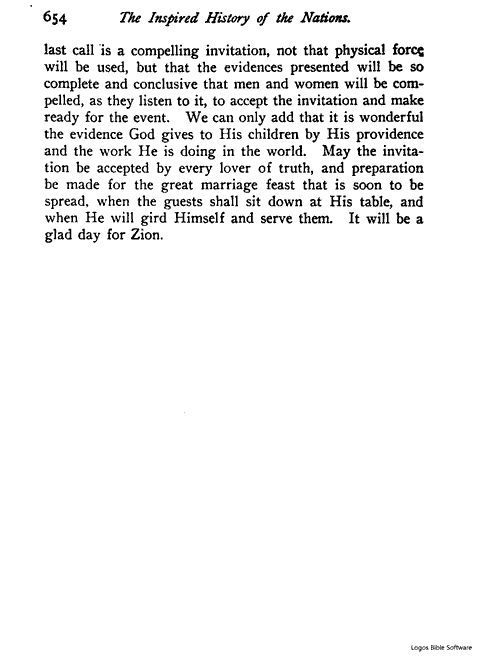 654 The Inspired History of the Nations.
last call is a compelling invitation, not that physical force
will be used, but that the evidences presented will be so
complete and conclusive that men and women will be com-
pelled, as they listen to it, to accept the invitation and make
ready for the event. We can only add that it is wonderful
the evidence God gives to His children by His providence
and the work He is doing in the world. May the invita-
tion be accepted by every lover of truth, and preparation
be made for the great marriage feast that is soon to be
spread, when the guests shall sit down at His table, and
when He will gird Himself and serve them. It will be a
glad day for Zion.
Logos Bible Software